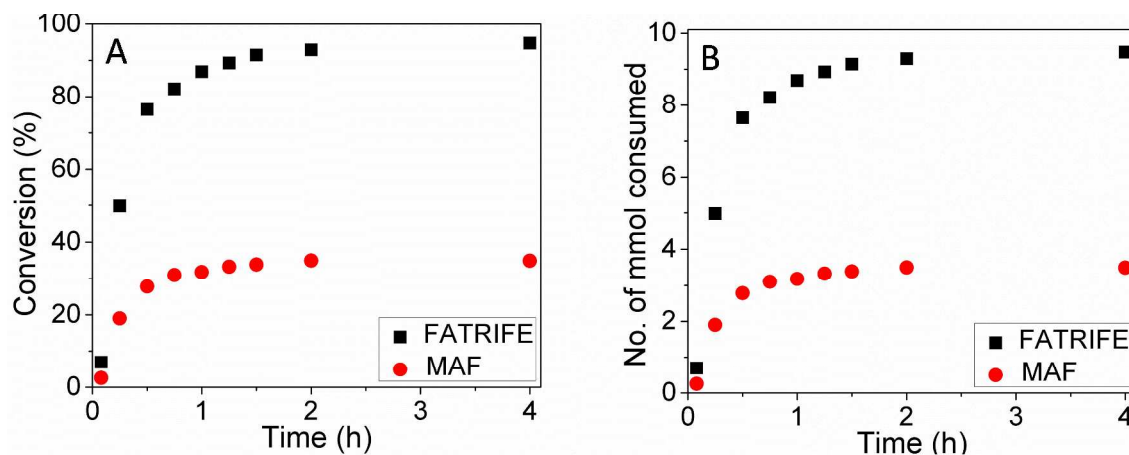 A
Conversion (%)
100
80
60
40
20
0
0
1
2
3
4
Time (h)
FATRIFE
MAF
B
No. of mmol consumed
10
8
6
4
2
0
0
1
2
3
4
Time (h)
FATRIFE
MAF